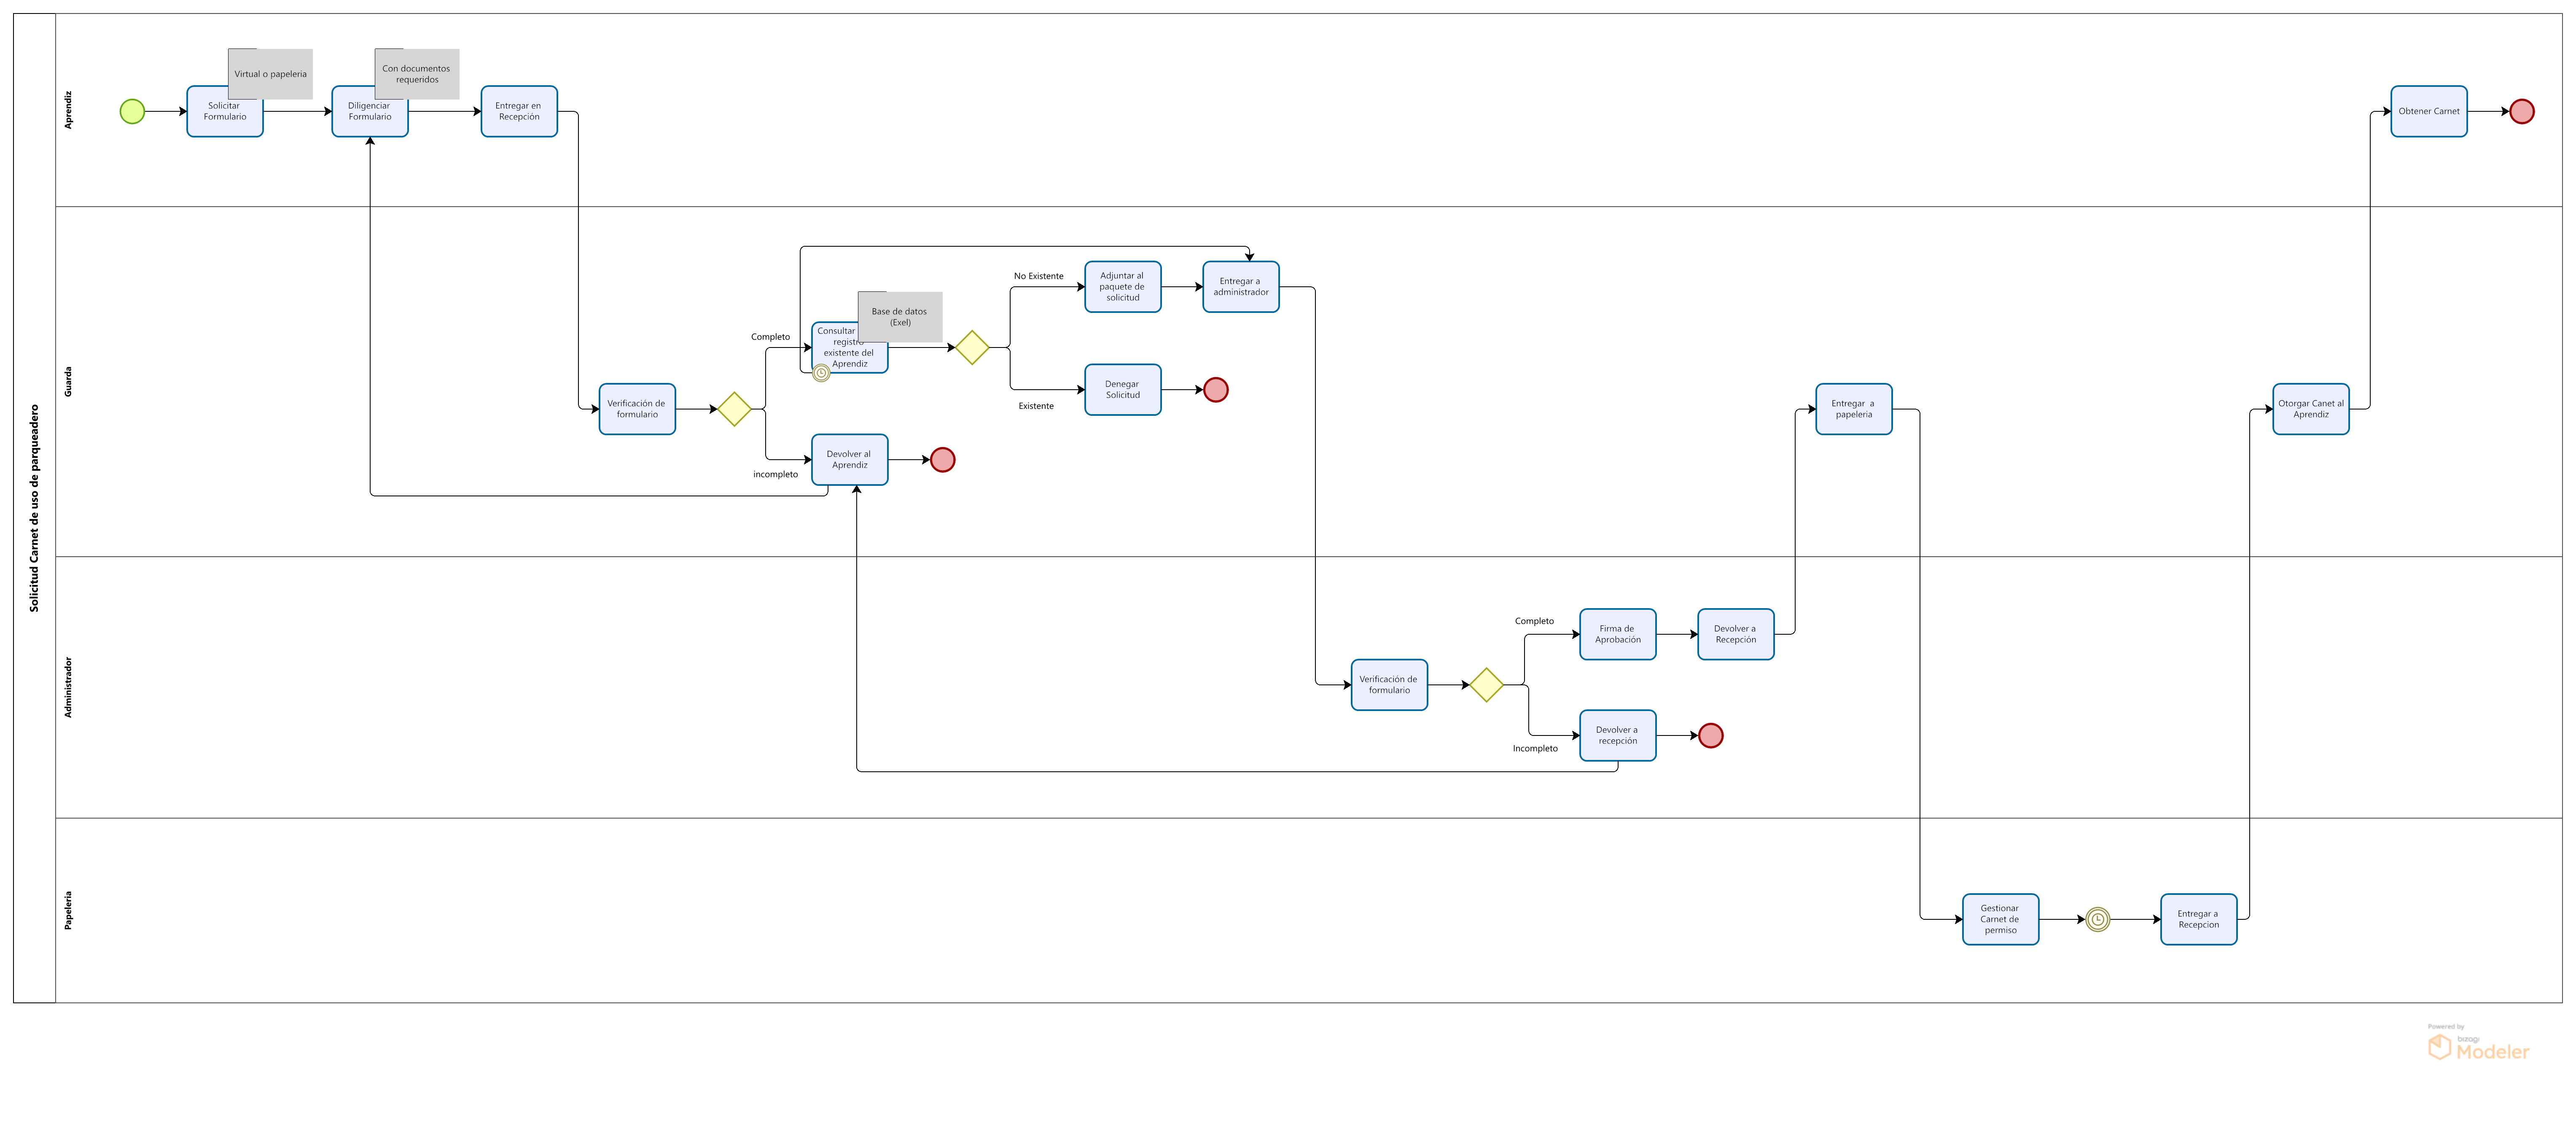 Solicitud Carnet de uso de parqueadero
Aprendiz
Virtual o papeleria
Solicitar
Formulario
Con documentos
requeridos
Diligenciar
Formulario
Entregar en
Recepción
Obtener Carnet
Guarda
Verificación de
formulario
Completo
incompleto
Consultar
registro
existente del
Aprendiz
Base de datos
(Exel)
Devolver al
Aprendiz
No Existente
Existente
Adjuntar al
paquete de
solicitud
Entregar a
administrador
Denegar
Solicitud
Entregar a
papeleria
Otorgar Canet al
Aprendiz
Administrador
Verificación de
formulario
Completo
Incompleto
Firma de
Aprobación
Devolver a
Recepción
Devolver a
recepción
Papeleria
Gestionar
Carnet de
permiso
Entregar a
Recepcion
Powered by
bizagi
Modeler